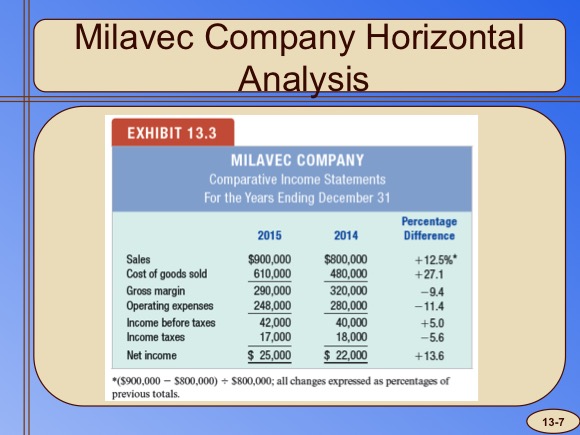 Milavec Company Horizontal
Analysis
EXHIBIT 13.3
MILAVEC COMPANY
Comparative Income Statements
For the Years Ending December 31
2015 2014 Percentage Difference
Sales $900,000 $800,000 +12.5%*
Cost of goods sold 610,000 480,000 +27.1
Gross margin 290,000 320,000 −9.4
Operating expenses 248,000 280,000 −11.4
Income before taxes 42,000 40,000 +5.0
Income taxes 17,000 18,000 −5.6
Net income $ 25,000 $ 22,000 +13.6
*($900,000 − $800,000) ÷ $800,000; all changes expressed as percentages of
previous totals.
13-7